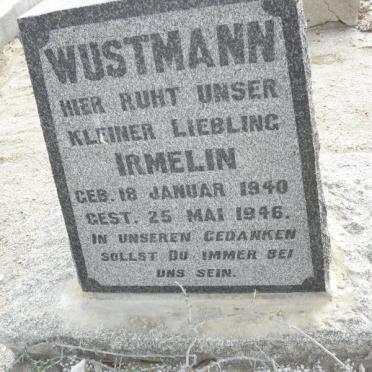 WUSTMANN
HIER RUHT UNSER
KLEINER LIEBLING
IRMELIN
GEB. 18 JANUAR 1940
GEST. 25 MAI 1946.
IN UNSEREN GEDANKEN
SOLLST DU IMMER BEI
UNS SEIN.